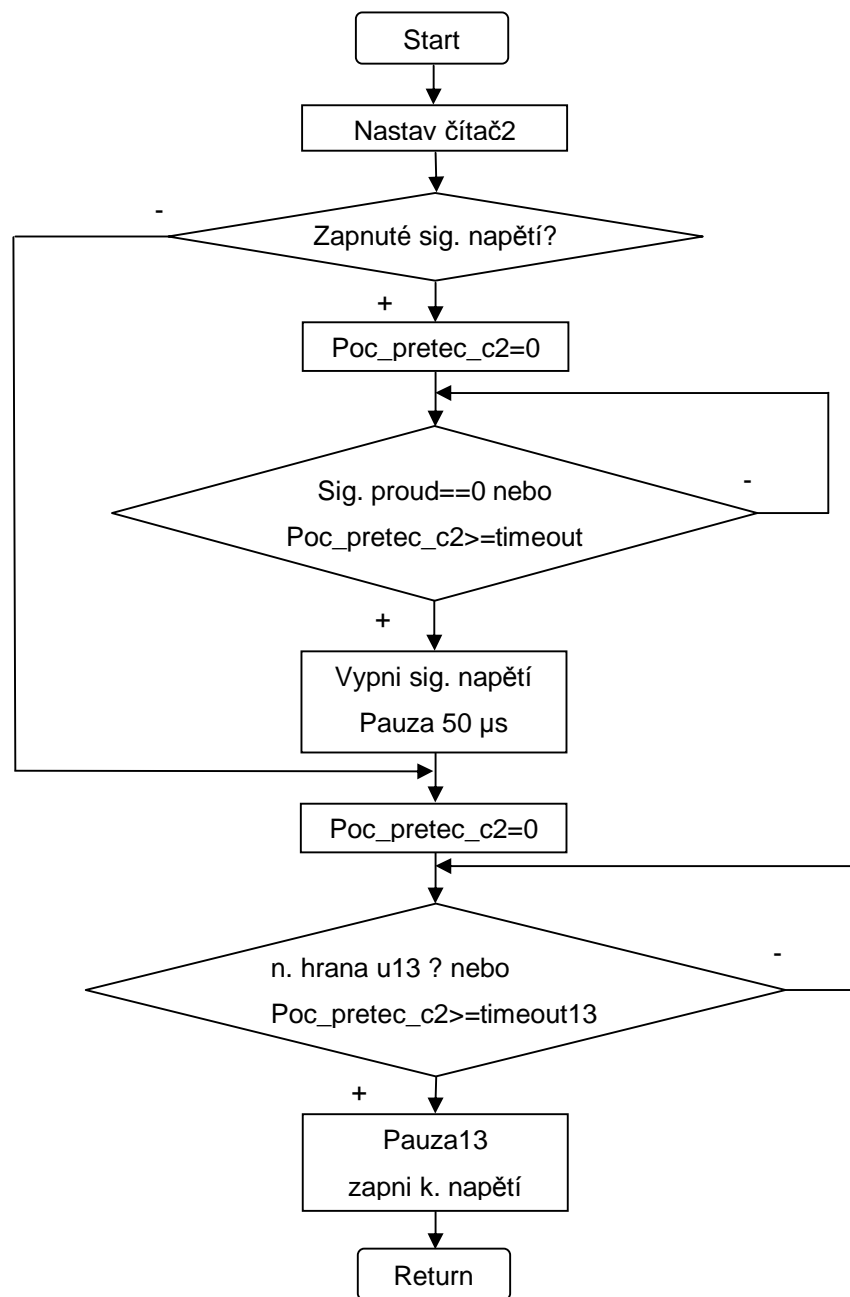 Start
Nastav čítač2
-
Zapnuté sig. napětí?
+
Poc_pretec_c2=0
Sig. proud==0 nebo
-
Poc_pretec_c2>=timeout
+
Vypni sig. napětí
Pauza 50 µs
Poc_pretec_c2=0
-
n. hrana u13 ? nebo
Poc_pretec_c2>=timeout13
+
Pauza13
zapni k. napětí
Return